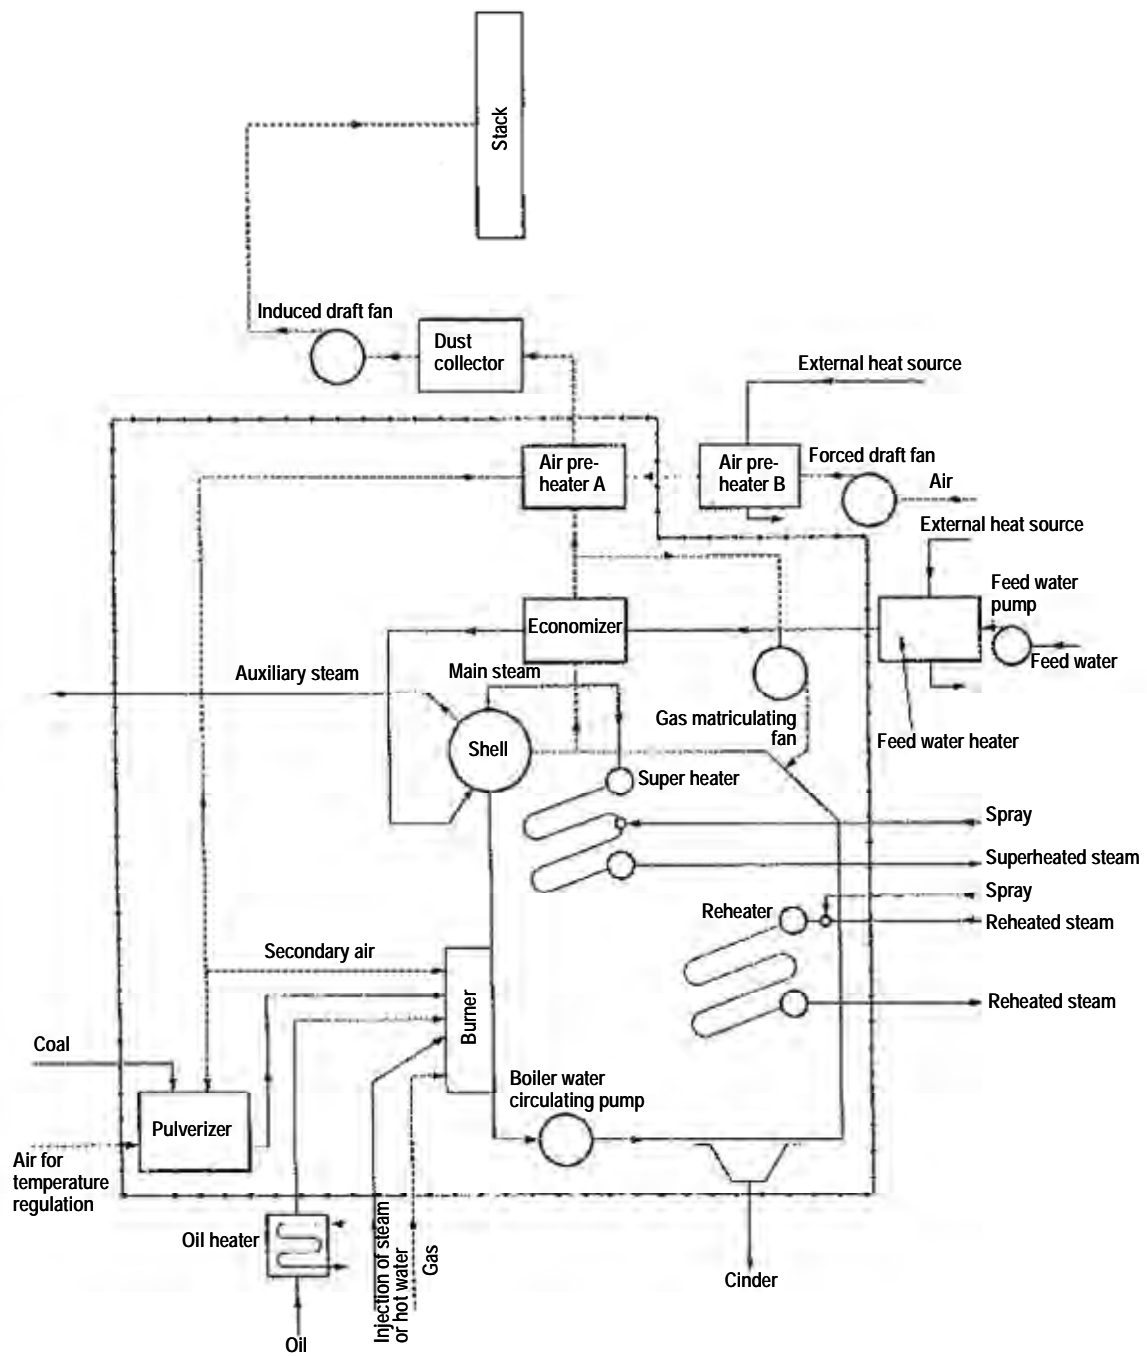 Stack
Induced draft fan
Dust
collector
External heat source
Air pre-
heater A
Air pre-
heater B
Forced draft fan
Air
External heat source
Feed water
pump
Economizer
Feed water
Auxiliary steam
Main steam
Gas matriculating
fan
Feed water heater
Shell
Super heater
Spray
Superheated steam
Spray
Reheater
Reheated steam
Secondary air
Reheated steam
Burner
Coal
Boiler water
circulating pump
Pulverizer
Air for
temperature
regulation
Oil heater
Injection of steam
or hot water
Gas
Cinder
Oil